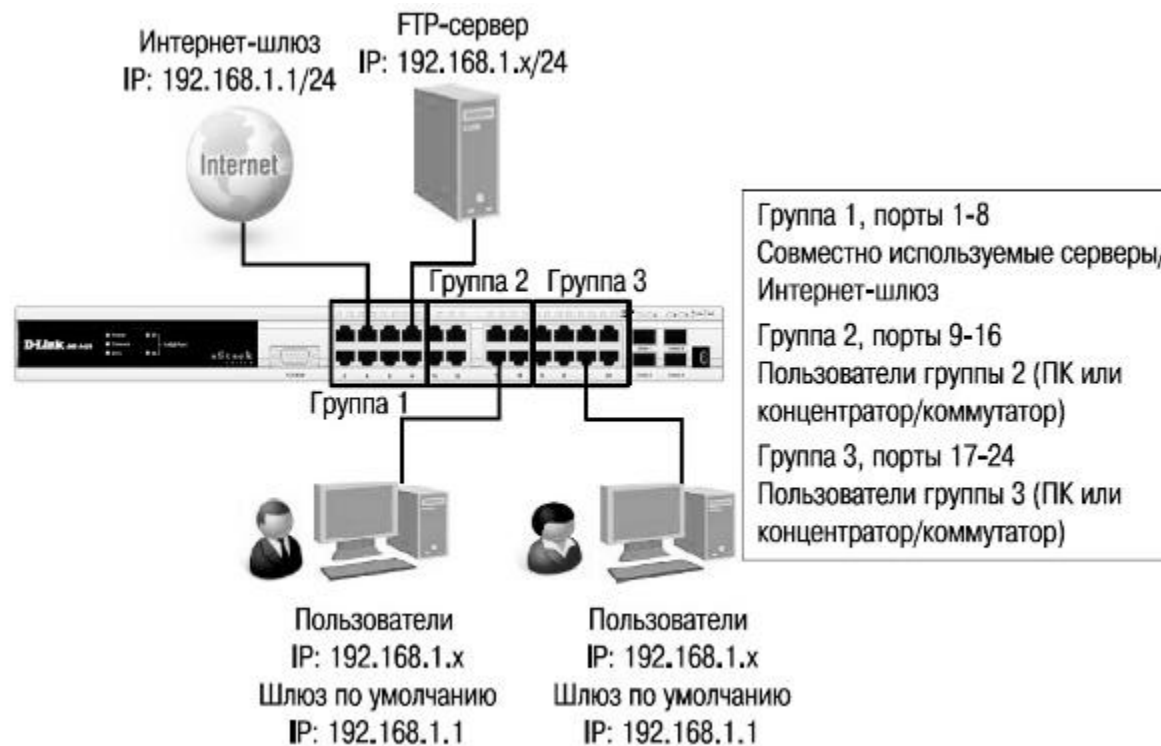 Интернет-шлюз
IP: 192.168.1.1/24
FTP-сервер
IP: 192.168.1.x/24
Internet
Группа 2
Группа 3
D-Link
Группа 1
Группа 1, порты 1-8
Совместно используемые серверы/
Интернет-шлюз
Группа 2, порты 9-16
Пользователи группы 2 (ПК или
концентратор/коммутатор)
Группа 3, порты 17-24
Пользователи группы 3 (ПК или
концентратор/коммутатор)
Пользователи
IP: 192.168.1.x
Шлюз по умолчанию
IP: 192.168.1.1
Пользователи
IP: 192.168.1.x
Шлюз по умолчанию
IP: 192.168.1.1